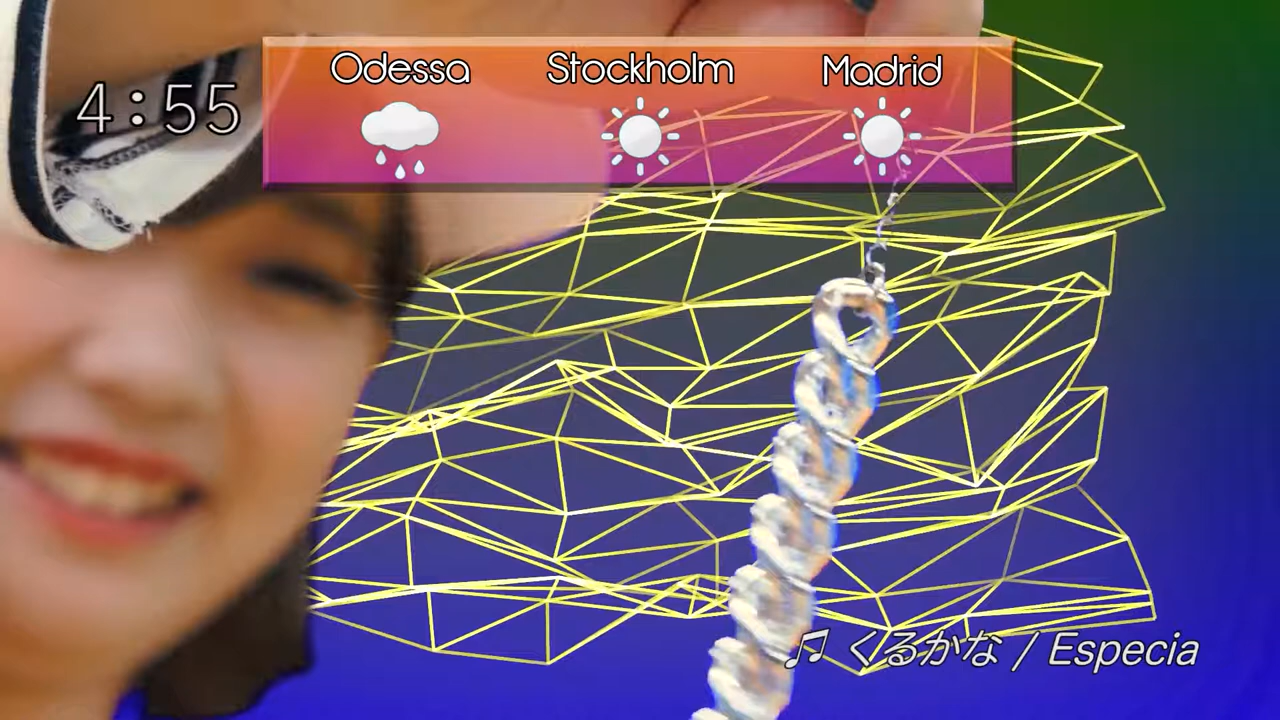 4:55
Odessa Stockholm Madrid
♫ くるかな / Especia